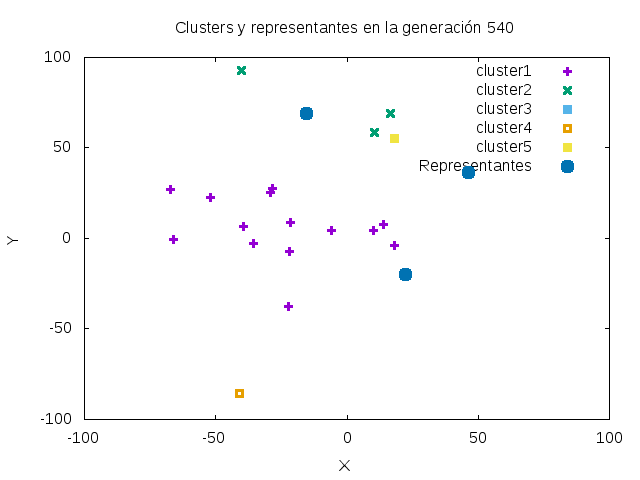 Clusters y representantes en la generación 540
100
50
0
-50
-100
-100
-50
0
50
100
Y
X
cluster1
cluster2
cluster3
cluster4
cluster5
Representantes